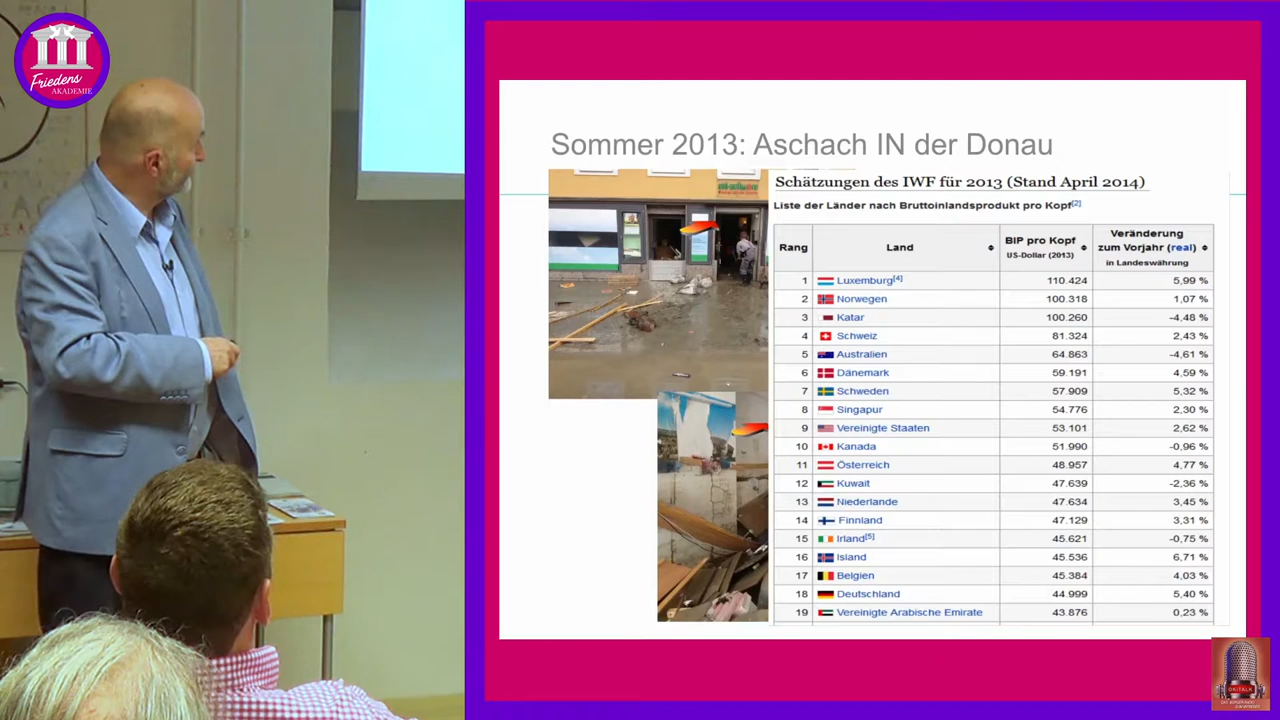 Friedens
AKADEMIE
Sommer 2013: Aschach IN der Donau
Schätzungen des IWF für 2013 (Stand April 2014)
Liste der Länder nach Bruttoinlandsprodukt pro Kopf[2]
Rang Land BIP pro Kopf US-Dollar (2013) Veränderung zum Vorjahr (real) in Landeswährung
1 Luxemburg[4] 110.424 5,99 %
2 Norwegen 100.318 1,07 %
3 Katar 100.260 -4,48 %
4 Schweiz 81.324 2,43 %
5 Australien 64.863 -4,61 %
6 Dänemark 59.191 4,59 %
7 Schweden 57.909 5,32 %
8 Singapur 54.776 2,30 %
9 Vereinigte Staaten 53.101 2,62 %
10 Kanada 51.990 -0,96 %
11 Österreich 48.957 4,77 %
12 Kuwait 47.639 -2,36 %
13 Niederlande 47.634 3,45 %
14 Finnland 47.129 3,31 %
15 Irland[5] 45.621 -0,75 %
16 Island 45.536 6,71 %
17 Belgien 45.384 4,03 %
18 Deutschland 44.999 5,40 %
19 Vereinigte Arabische Emirate 43.876 0,23 %
OKITALK